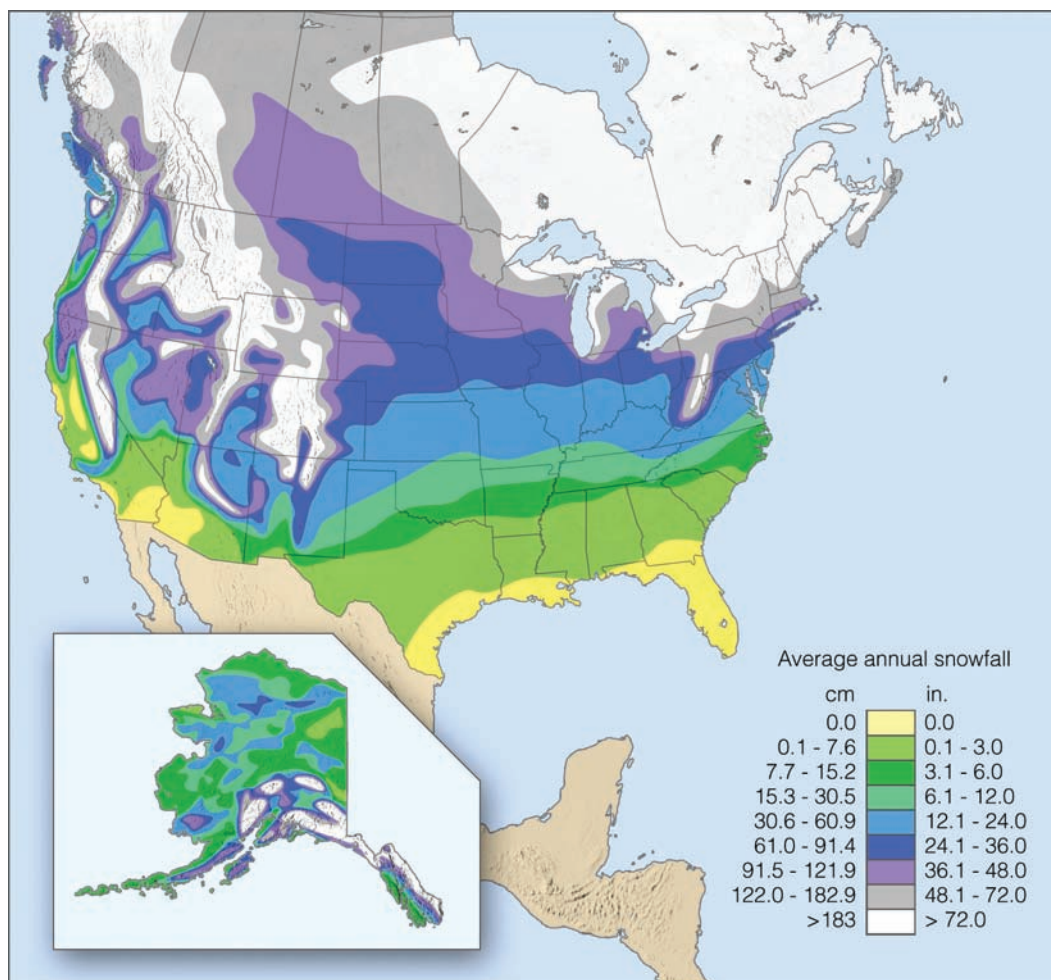 Average annual snowfall
cm in.
0.0 0.0
0.1 - 7.6 0.1 - 3.0
7.7 - 15.2 3.1 - 6.0
15.3 - 30.5 6.1 - 12.0
30.6 - 60.9 12.1 - 24.0
61.0 - 91.4 24.1 - 36.0
91.5 - 121.9 36.1 - 48.0
122.0 - 182.9 48.1 - 72.0
>183 > 72.0